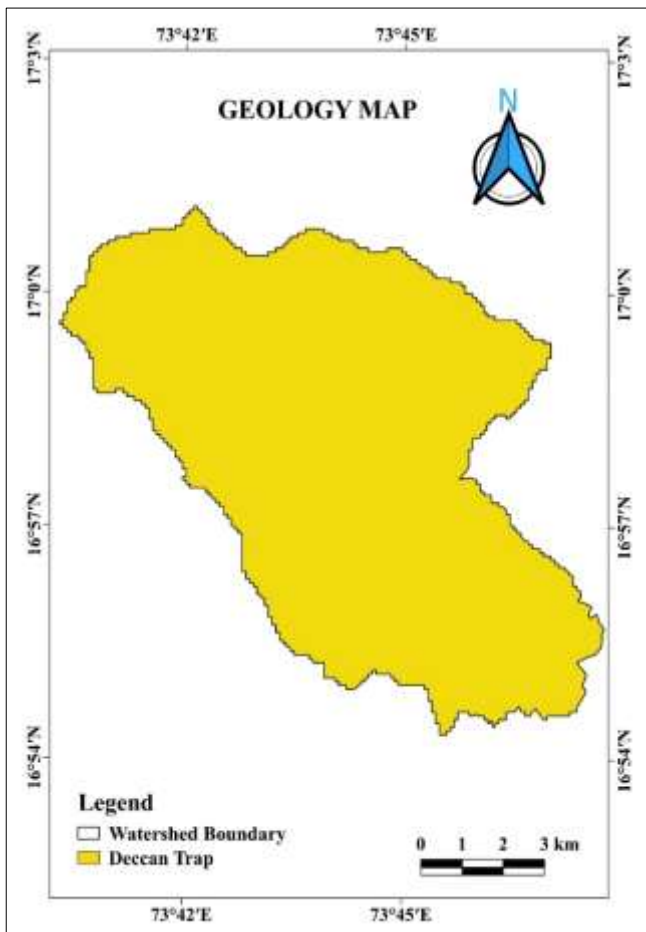 73°42'E 73°45'E
17°3'N 17°3'N
GEOLOGY MAP
N
17°0'N 17°0'N
16°57'N 16°57'N
16°54'N 16°54'N
Legend
Watershed Boundary
Deccan Trap
0 1 2 3 km
73°42'E 73°45'E